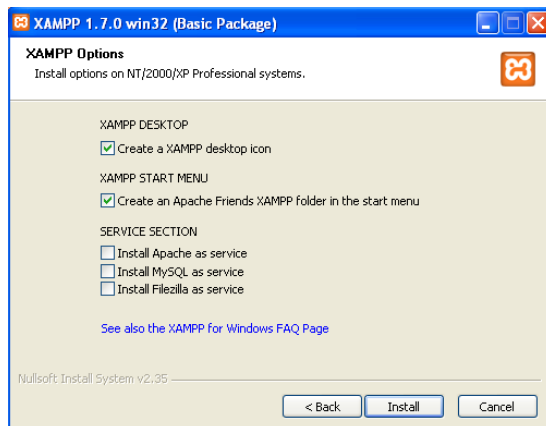 XAMPP 1.7.0 win32 (Basic Package)
XAMPP Options
Install options on NT/2000/XP Professional systems.
XAMPP DESKTOP
Create a XAMPP desktop icon
XAMPP START MENU
Create an Apache Friends XAMPP folder in the start menu
SERVICE SECTION
Install Apache as service
Install MySQL as service
Install Filezilla as service
See also the XAMPP for Windows FAQ Page
Nullsoft Install System v2.35
< Back Install Cancel